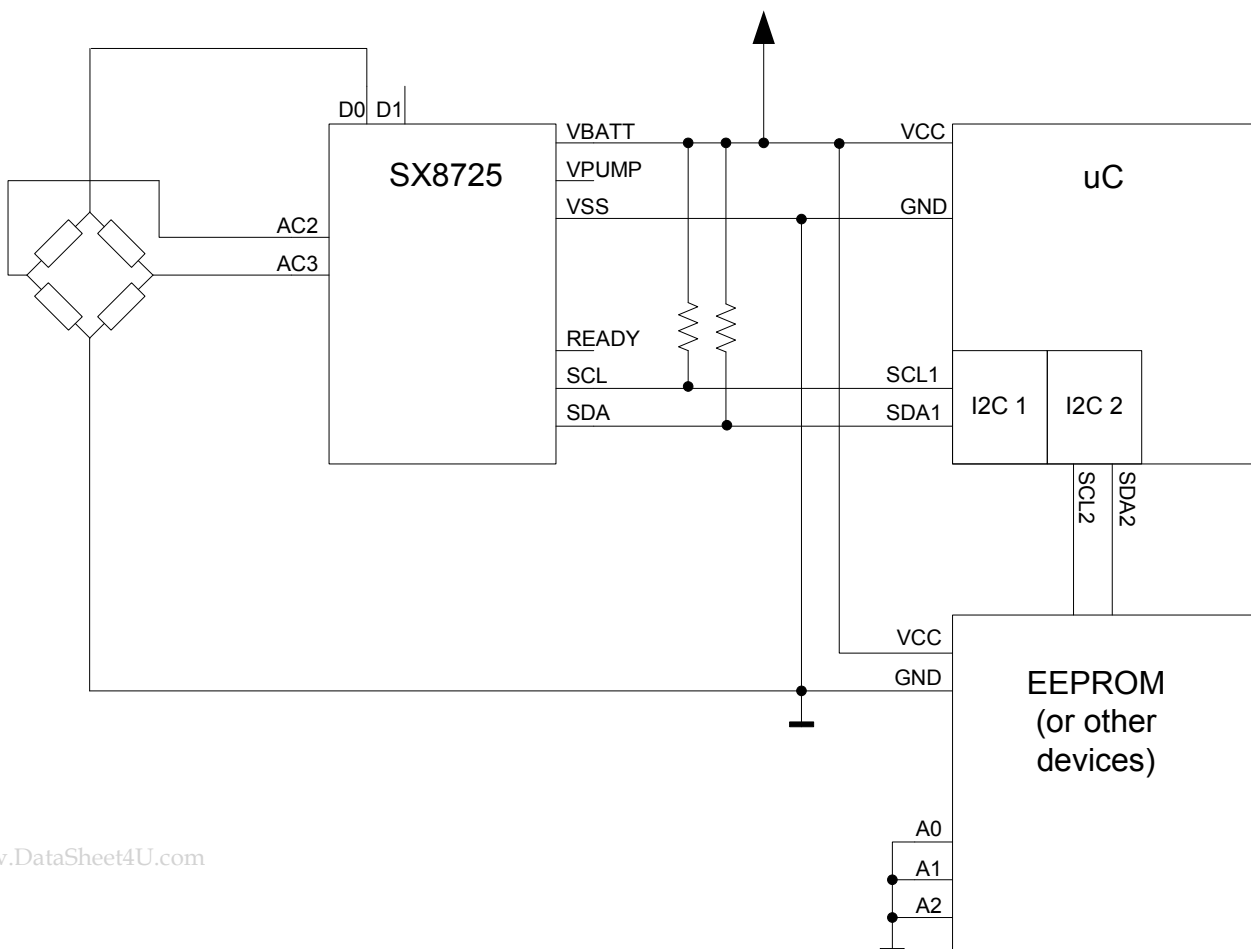 D0 D1
VBATT
VCC
SX8725
VPUMP
uC
VSS
GND
AC2
AC3
READY
SCL
SCL1
I2C 1
I2C 2
SDA
SDA1
SCL2
SDA2
VCC
GND
EEPROM
(or other
devices)
A0
A1
A2
v.DataSheet4U.com